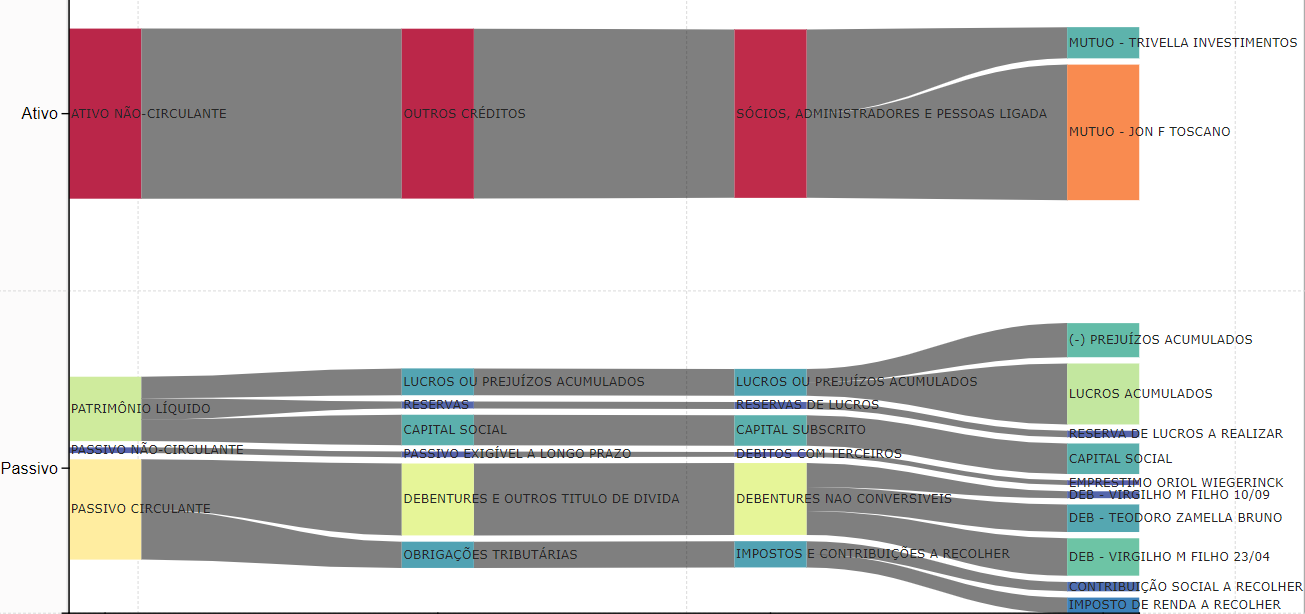 Ativo
ATIVO NÃO-CIRCULANTE
OUTROS CRÉDITOS
SÓCIOS, ADMINISTRADORES E PESSOAS LIGADA
MUTUO - TRIVELLA INVESTIMENTOS
MUTUO - JON F TOSCANO
Passivo
PATRIMÔNIO LÍQUIDO
PASSIVO NÃO-CIRCULANTE
PASSIVO CIRCULANTE
LUCROS OU PREJUÍZOS ACUMULADOS
RESERVAS
CAPITAL SOCIAL
PASSIVO EXIGÍVEL A LONGO PRAZO
DEBENTURES E OUTROS TITULO DE DIVIDA
OBRIGAÇÕES TRIBUTÁRIAS
LUCROS OU PREJUÍZOS ACUMULADOS
RESERVAS DE LUCROS
CAPITAL SUBSCRITO
DEBITOS COM TERCEIROS
DEBENTURES NAO CONVERSIVEIS
IMPOSTOS E CONTRIBUIÇÕES A RECOLHER
(-) PREJUÍZOS ACUMULADOS
LUCROS ACUMULADOS
RESERVA DE LUCROS A REALIZAR
CAPITAL SOCIAL
EMPRESTIMO ORIOL WIEGERINCK
DEB - VIRGILHO M FILHO 10/09
DEB - TEODORO ZAMELLA BRUNO
DEB - VIRGILHO M FILHO 23/04
CONTRIBUIÇÃO SOCIAL A RECOLHER
IMPOSTO DE RENDA A RECOLHER